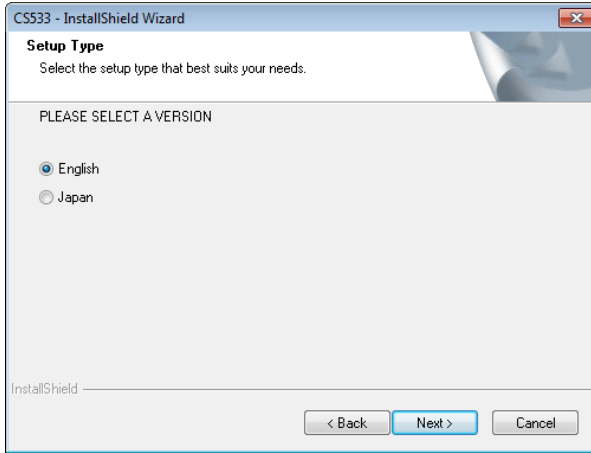 CS533 - InstallShield Wizard
Setup Type
Select the setup type that best suits your needs.
PLEASE SELECT A VERSION
English
Japan
InstallShield
< Back Next > Cancel